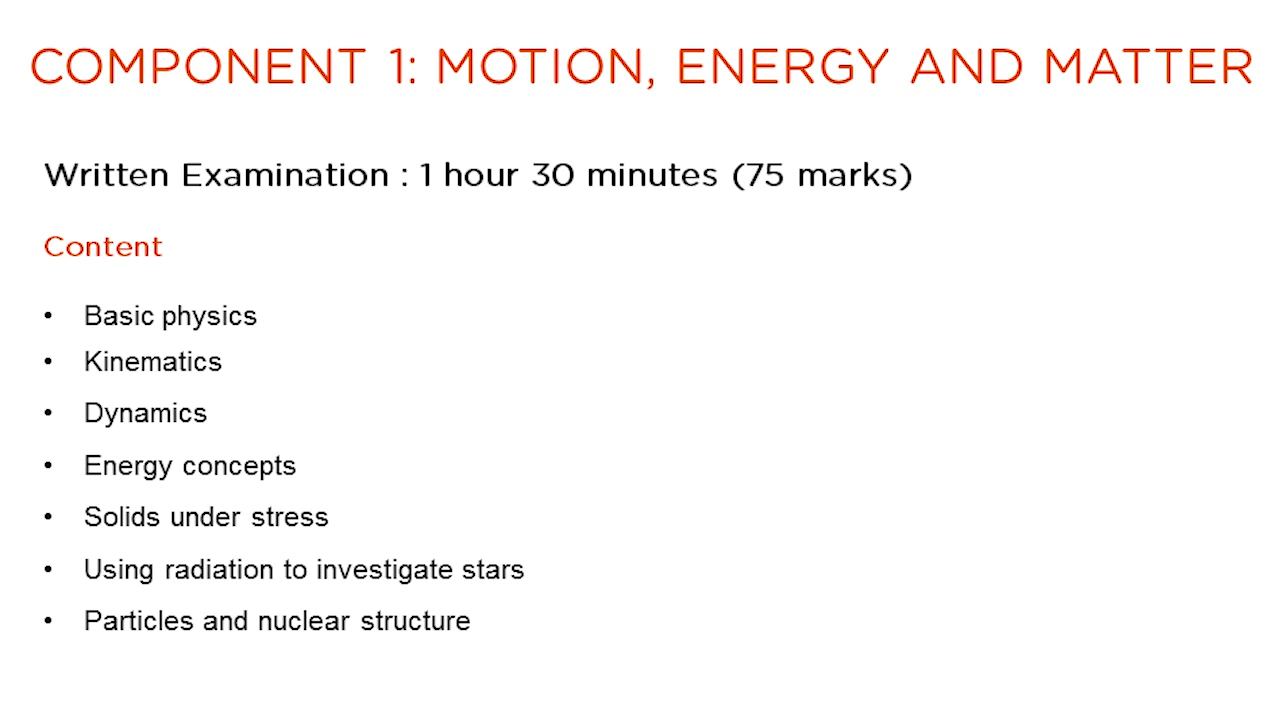 COMPONENT 1: MOTION, ENERGY AND MATTER
Written Examination : 1 hour 30 minutes (75 marks)
Content
• Basic physics
• Kinematics
• Dynamics
• Energy concepts
• Solids under stress
• Using radiation to investigate stars
• Particles and nuclear structure